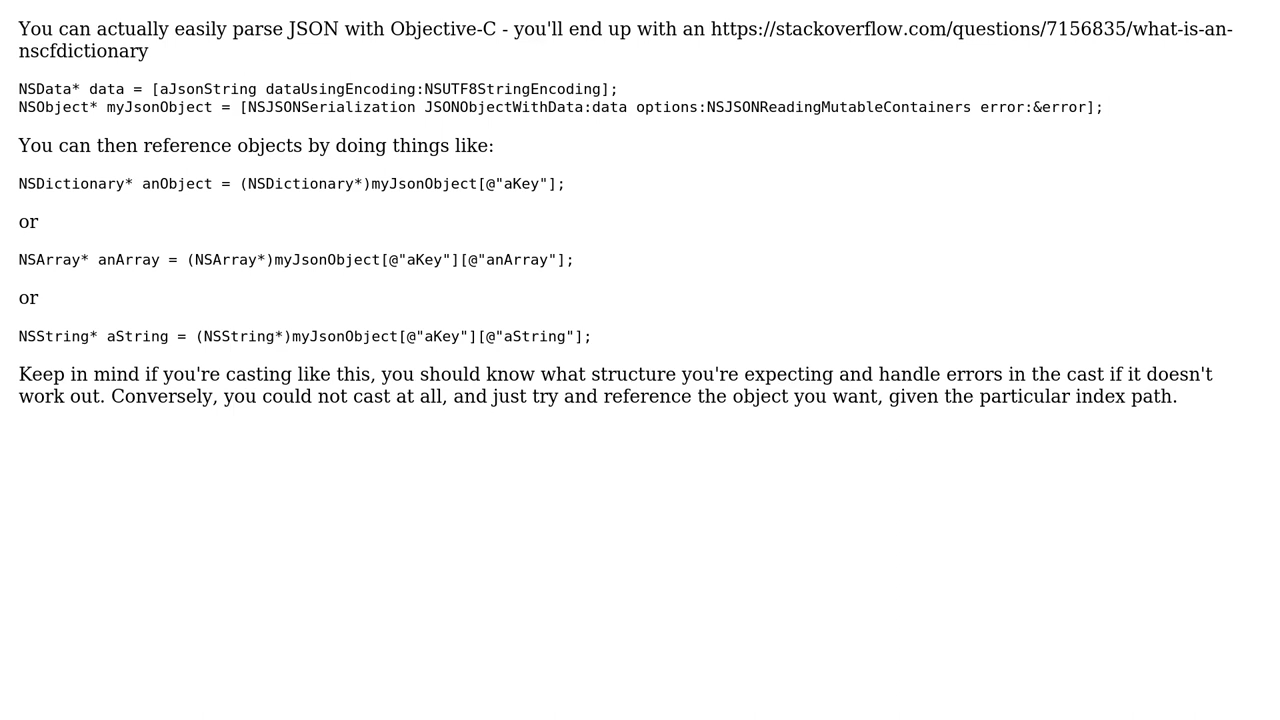 You can actually easily parse JSON with Objective-C - you'll end up with an https://stackoverflow.com/questions/7156835/what-is-an-
nscfdictionary
NSData* data = [aJsonString dataUsingEncoding:NSUTF8StringEncoding];
NSObject* myJsonObject = [NSJSONSerialization JSONObjectWithData:data options:NSJSONReadingMutableContainers error:&error];
You can then reference objects by doing things like:
NSDictionary* anObject = (NSDictionary*)myJsonObject[@"aKey"];
or
NSArray* anArray = (NSArray*)myJsonObject[@"aKey"][@"anArray"];
or
NSString* aString = (NSString*)myJsonObject[@"aKey"][@"aString"];
Keep in mind if you're casting like this, you should know what structure you're expecting and handle errors in the cast if it doesn't
work out. Conversely, you could not cast at all, and just try and reference the object you want, given the particular index path.